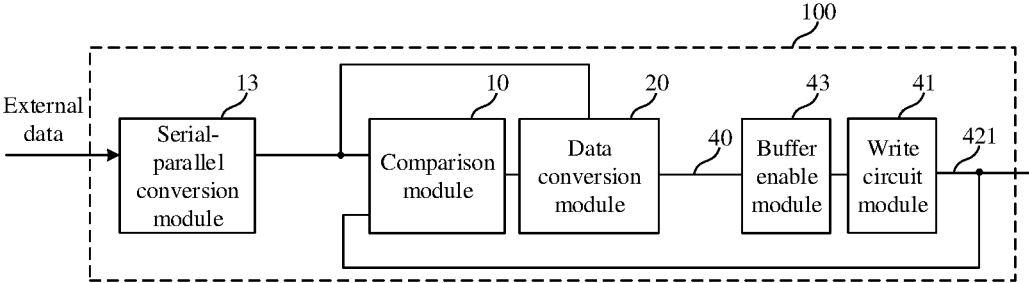 100
External
data
13
Serial-
parallel
conversion
module
10
Comparison
module
20
Data
conversion
module
40
43
Buffer
enable
module
41
Write
circuit
module
421